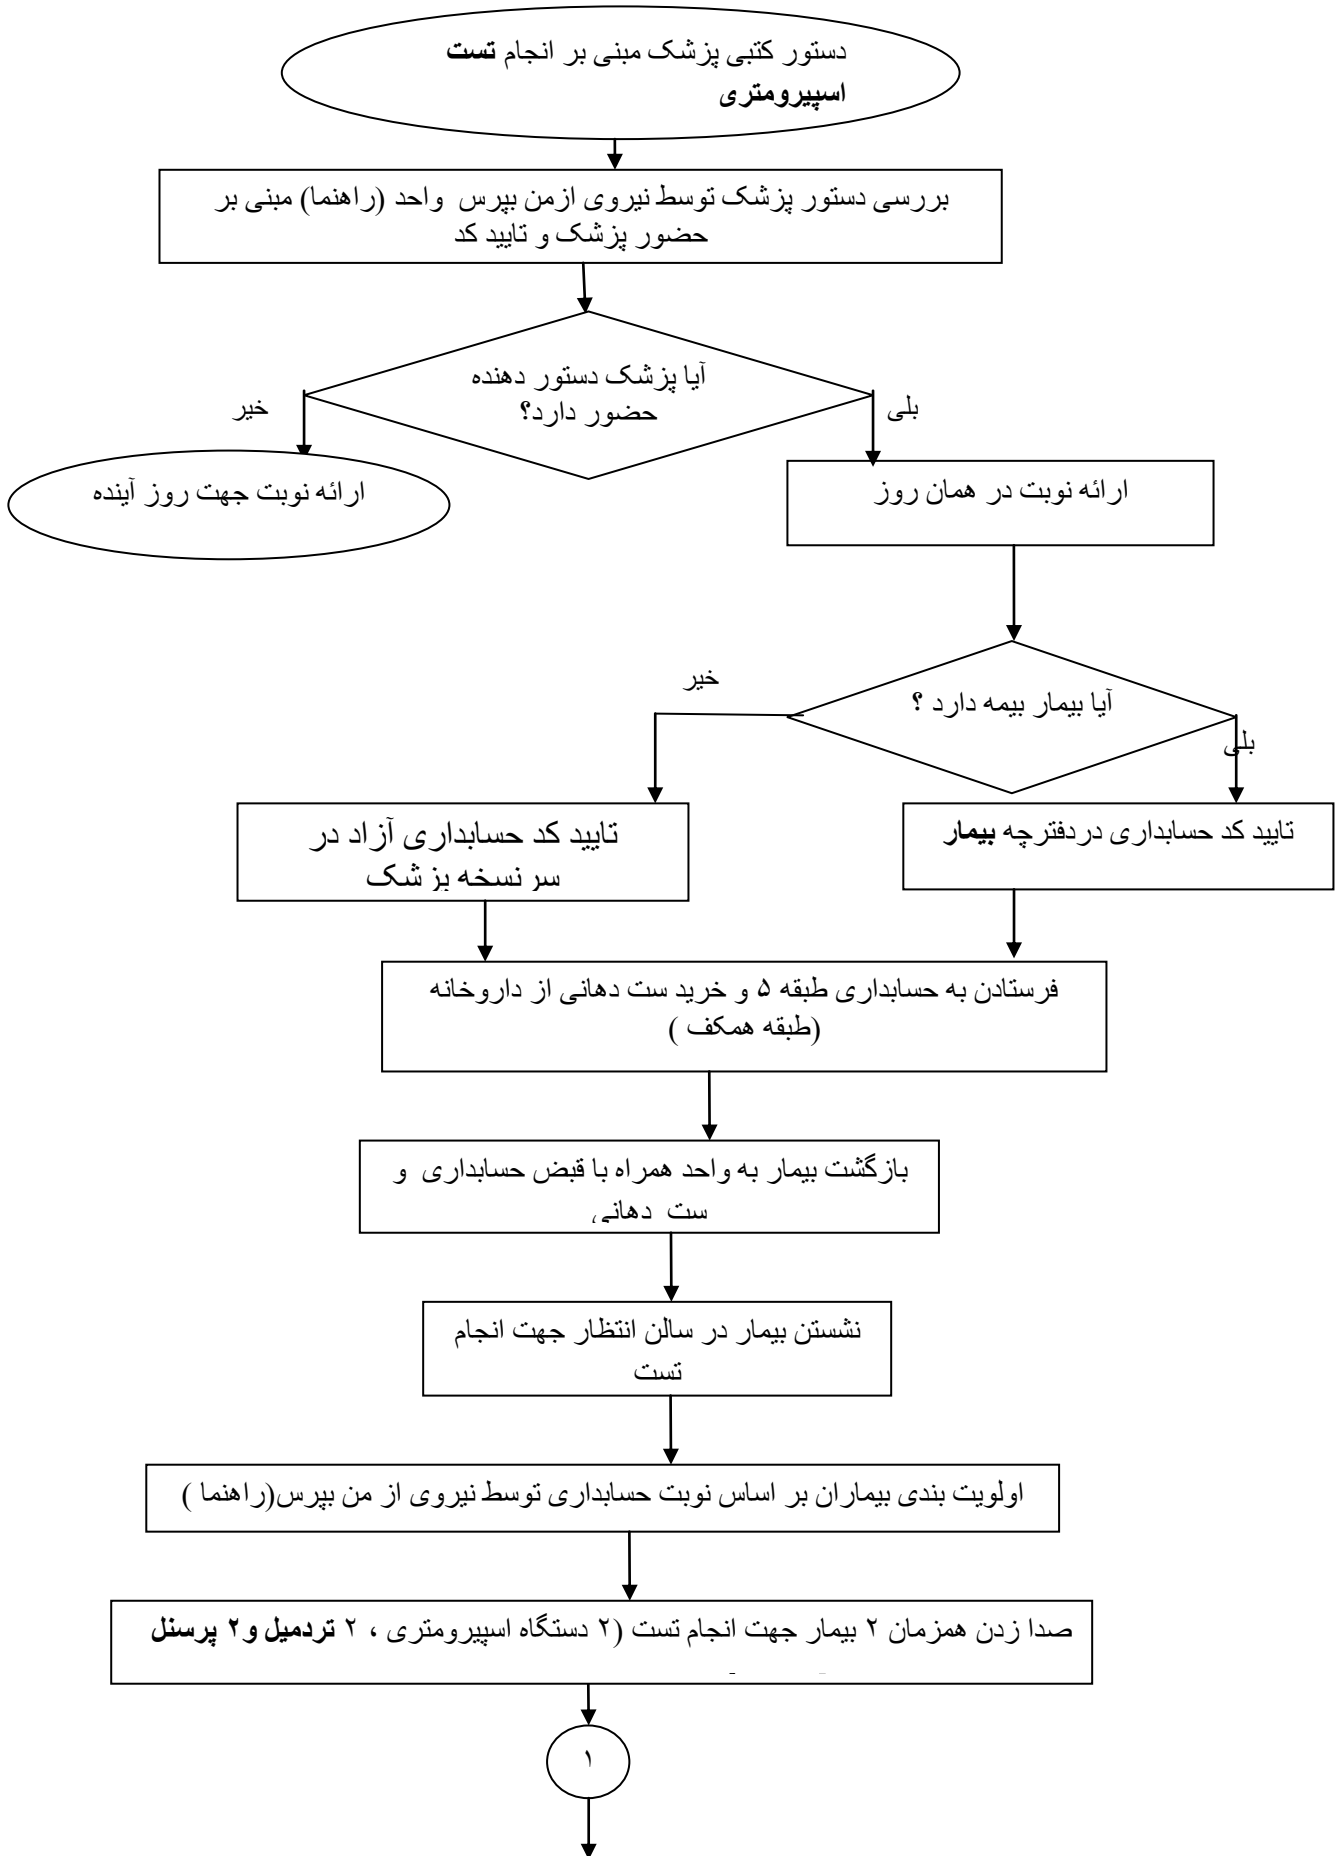 دستور کتبی پزشک مبنی بر انجام تست
اسپیرومتری
بررسی دستور پزشک توسط نیروی ازمن بپرس واحد (راهنما) مبنی بر
حضور پزشک و تایید کد
آیا پزشک دستور دهنده
حضور دارد؟
بلی
خیر
ارائه نوبت در همان روز
ارائه نوبت جهت روز آینده
آیا بیمار بیمه دارد ؟
خیر
بلی
تایید کد حسابداری دردفترچه بیمار
تایید کد حسابداری آزاد در
سر نسخه پزشک
فرستادن به حسابداری طبقه ۵ و خرید ست دهانی از داروخانه
(طبقه همکف )
بازگشت بیمار به واحد همراه با قبض حسابداری و
ست دهانی
نشستن بیمار در سالن انتظار جهت انجام
تست
اولویت بندی بیماران بر اساس نوبت حسابداری توسط نیروی از من بپرس(راهنما )
صدا زدن همزمان ۲ بیمار جهت انجام تست (۲ دستگاه اسپیرومتری ، ۲ تردمیل و۲ پرسنل
۱